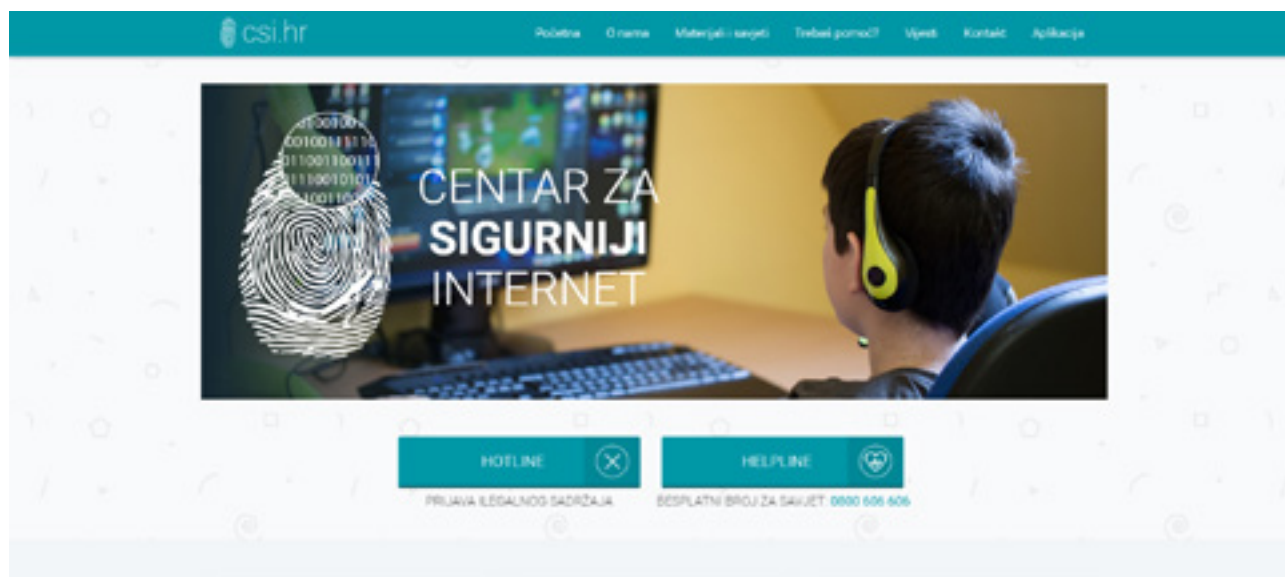 csi.hr
Početna O nama Materijali i savjeti Trebaš pomoć? Vijesti Kontakt Aplikacija
CENTAR ZA
SIGURNIJI
INTERNET
HOTLINE
HELPLINE
PRIJAVA ILEGALNOG SADRŽAJA
BESPLATNI BROJ ZA SAVJET: 0800 606 606